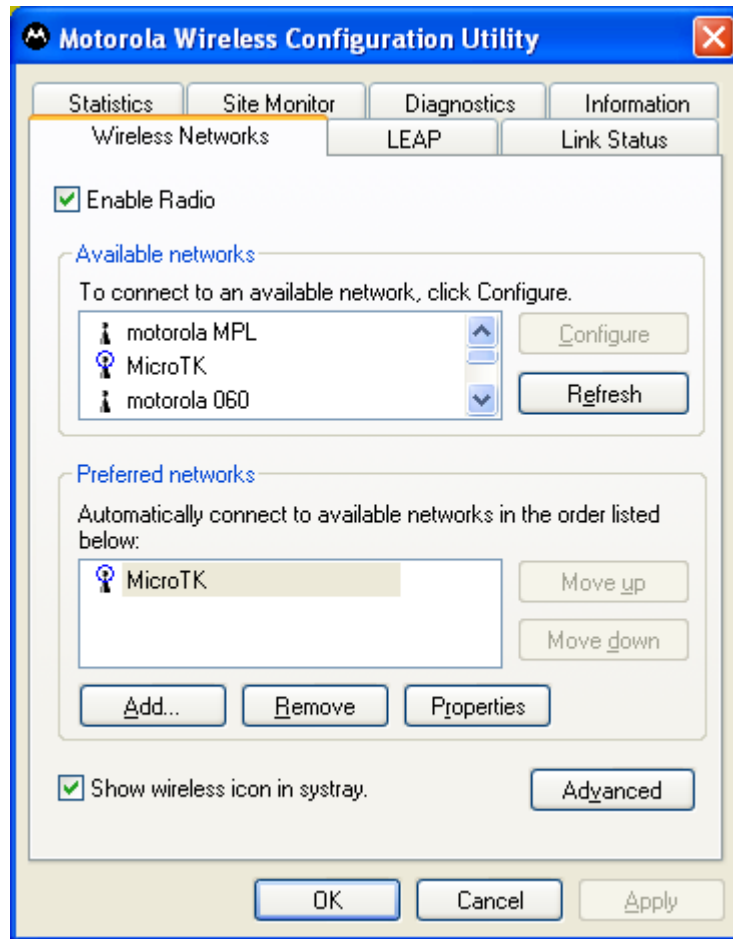 Motorola Wireless Configuration Utility
Statistics Site Monitor Diagnostics Information
Wireless Networks LEAP Link Status
Enable Radio
Available networks
To connect to an available network, click Configure.
motorola MPL
MicroTK
motorola 060
Configure
Refresh
Preferred networks
Automatically connect to available networks in the order listed
below:
MicroTK
Move up
Move down
Add... Remove Properties
Show wireless icon in systray. Advanced
OK Cancel Apply